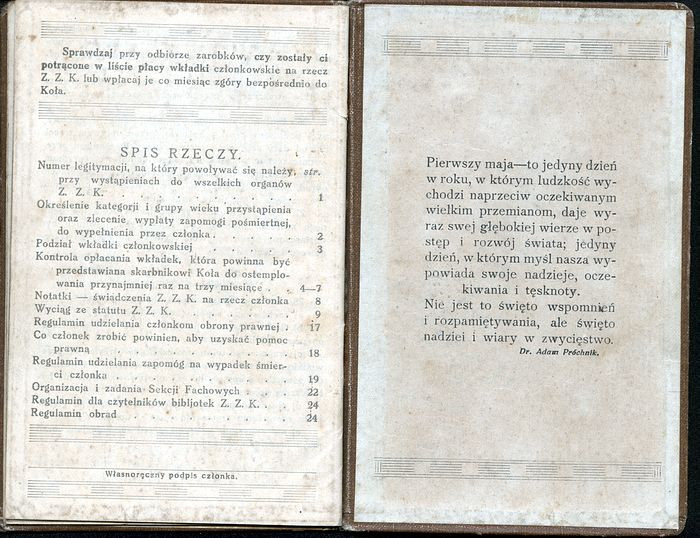 Sprawdzaj przy odbiorze zarobków, czy zostały ci
potrącone w liście płacy wkładki członkowskie na rzecz
Z. Z. K. lub wpłacaj je co miesiąc zgóry bezpośrednio do
Koła.
SPIS RZECZY.
Numer legitymacji, na który powoływać się należy, str.
przy wystąpieniach do wszelkich organów
Z. Z. K. . . . . . . . . . . 1
Określenie kategorji i grupy wieku przystąpienia
oraz zlecenie wypłaty zapomogi pośmiertnej,
do wypełnienia przez członka . . . . . 2
Podział wkładki członkowskiej . . . . . 3
Kontrola opłacania wkładek, która powinna być
przedstawiana skarbnikowi Koła do ostemplo-
wania przynajmniej raz na trzy miesiące . . 4—7
Notatki — świadczenia Z. Z. K. na rzecz członka 8
Wyciąg ze statutu Z. Z. K. . . . . . . 9
Regulamin udzielania członkom obrony prawnej . 17
Co członek zrobić powinien, aby uzyskać pomoc
prawną . . . . . . . . . . 18
Regulamin udzielania zapomóg na wypadek śmier-
ci członka . . . . . . . . . 19
Organizacja i zadania Sekcji Fachowych . . . 22
Regulamin dla czytelników bibljotek Z. Z. K. . . 24
Regulamin obrad . . . . . . . . 24
Własnoręczny podpis członka.
Pierwszy maja—to jedyny dzień
w roku, w którym ludzkość wy-
chodzi naprzeciw oczekiwanym
wielkim przemianom, daje wy-
raz swej głębokiej wierze w po-
stęp i rozwój świata; jedyny
dzień, w którym myśl nasza wy-
powiada swoje nadzieje, ocze-
kiwania i tęsknoty.
Nie jest to święto wspomnień
i rozpamiętywania, ale święto
nadziei i wiary w zwycięstwo.
Dr. Adam Próchnik.